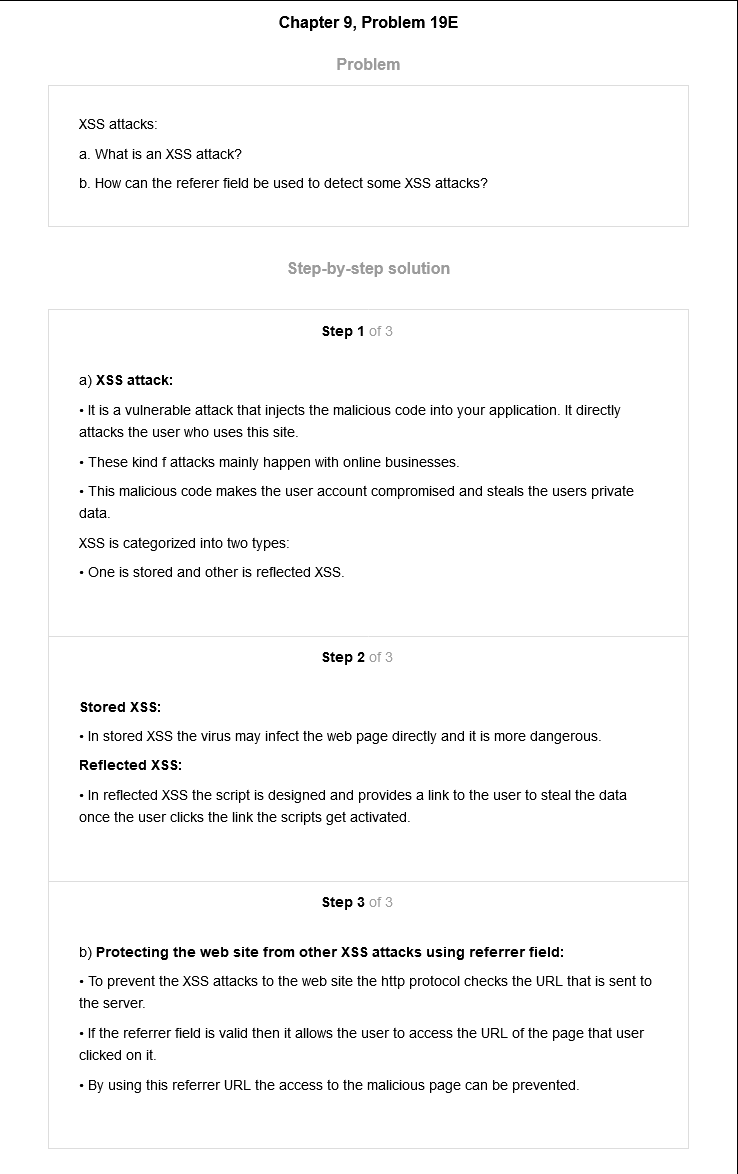 Chapter 9, Problem 19E
Problem
XSS attacks:
a. What is an XSS attack?
b. How can the referer field be used to detect some XSS attacks?
Step-by-step solution
Step 1 of 3
a) XSS attack:
• It is a vulnerable attack that injects the malicious code into your application. It directly
attacks the user who uses this site.
• These kind f attacks mainly happen with online businesses.
• This malicious code makes the user account compromised and steals the users private
data.
XSS is categorized into two types:
• One is stored and other is reflected XSS.
Step 2 of 3
Stored XSS:
• In stored XSS the virus may infect the web page directly and it is more dangerous.
Reflected XSS:
• In reflected XSS the script is designed and provides a link to the user to steal the data
once the user clicks the link the scripts get activated.
Step 3 of 3
b) Protecting the web site from other XSS attacks using referrer field:
• To prevent the XSS attacks to the web site the http protocol checks the URL that is sent to
the server.
• If the referrer field is valid then it allows the user to access the URL of the page that user
clicked on it.
• By using this referrer URL the access to the malicious page can be prevented.